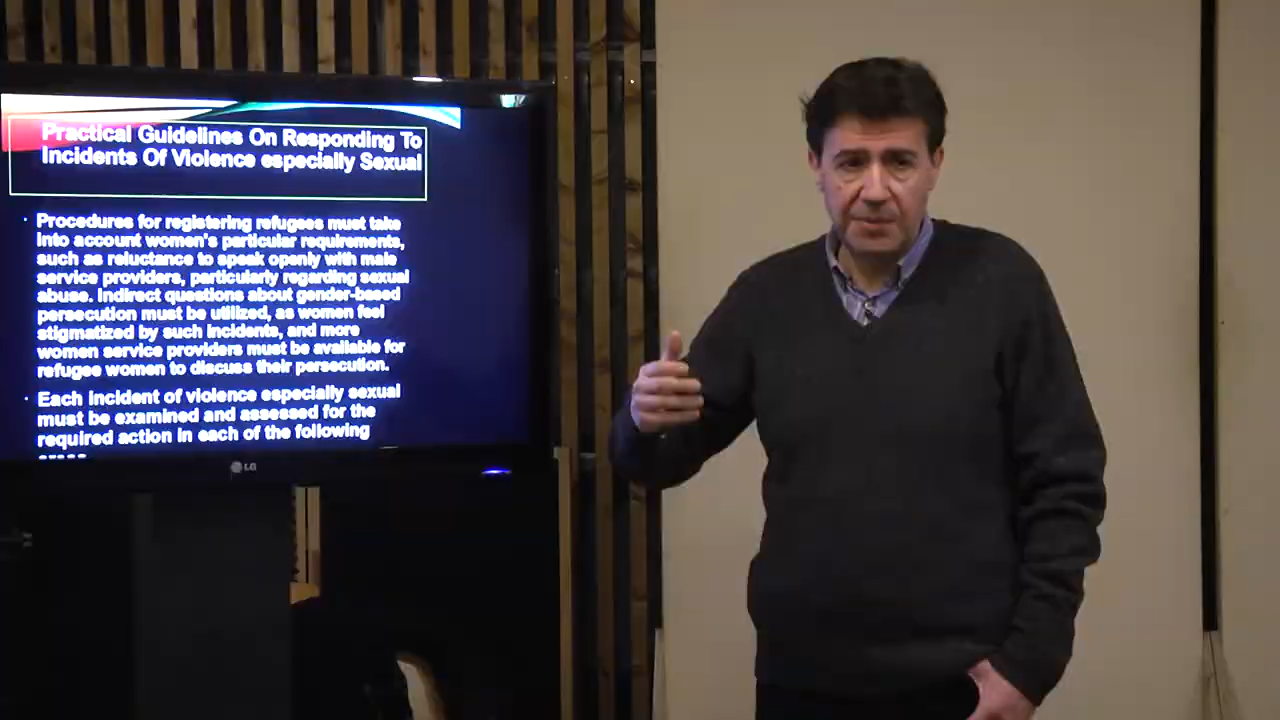 Practical Guidelines On Responding To
Incidents Of Violence especially Sexual
· Procedures for registering refugees must take
into account women's particular requirements,
such as reluctance to speak openly with male
service providers, particularly regarding sexual
abuse. Indirect questions about gender-based
persecution must be utilized, as women feel
stigmatized by such incidents, and more
women service providers must be available for
refugee women to discuss their persecution.
· Each incident of violence especially sexual
must be examined and assessed for the
required action in each of the following
LG